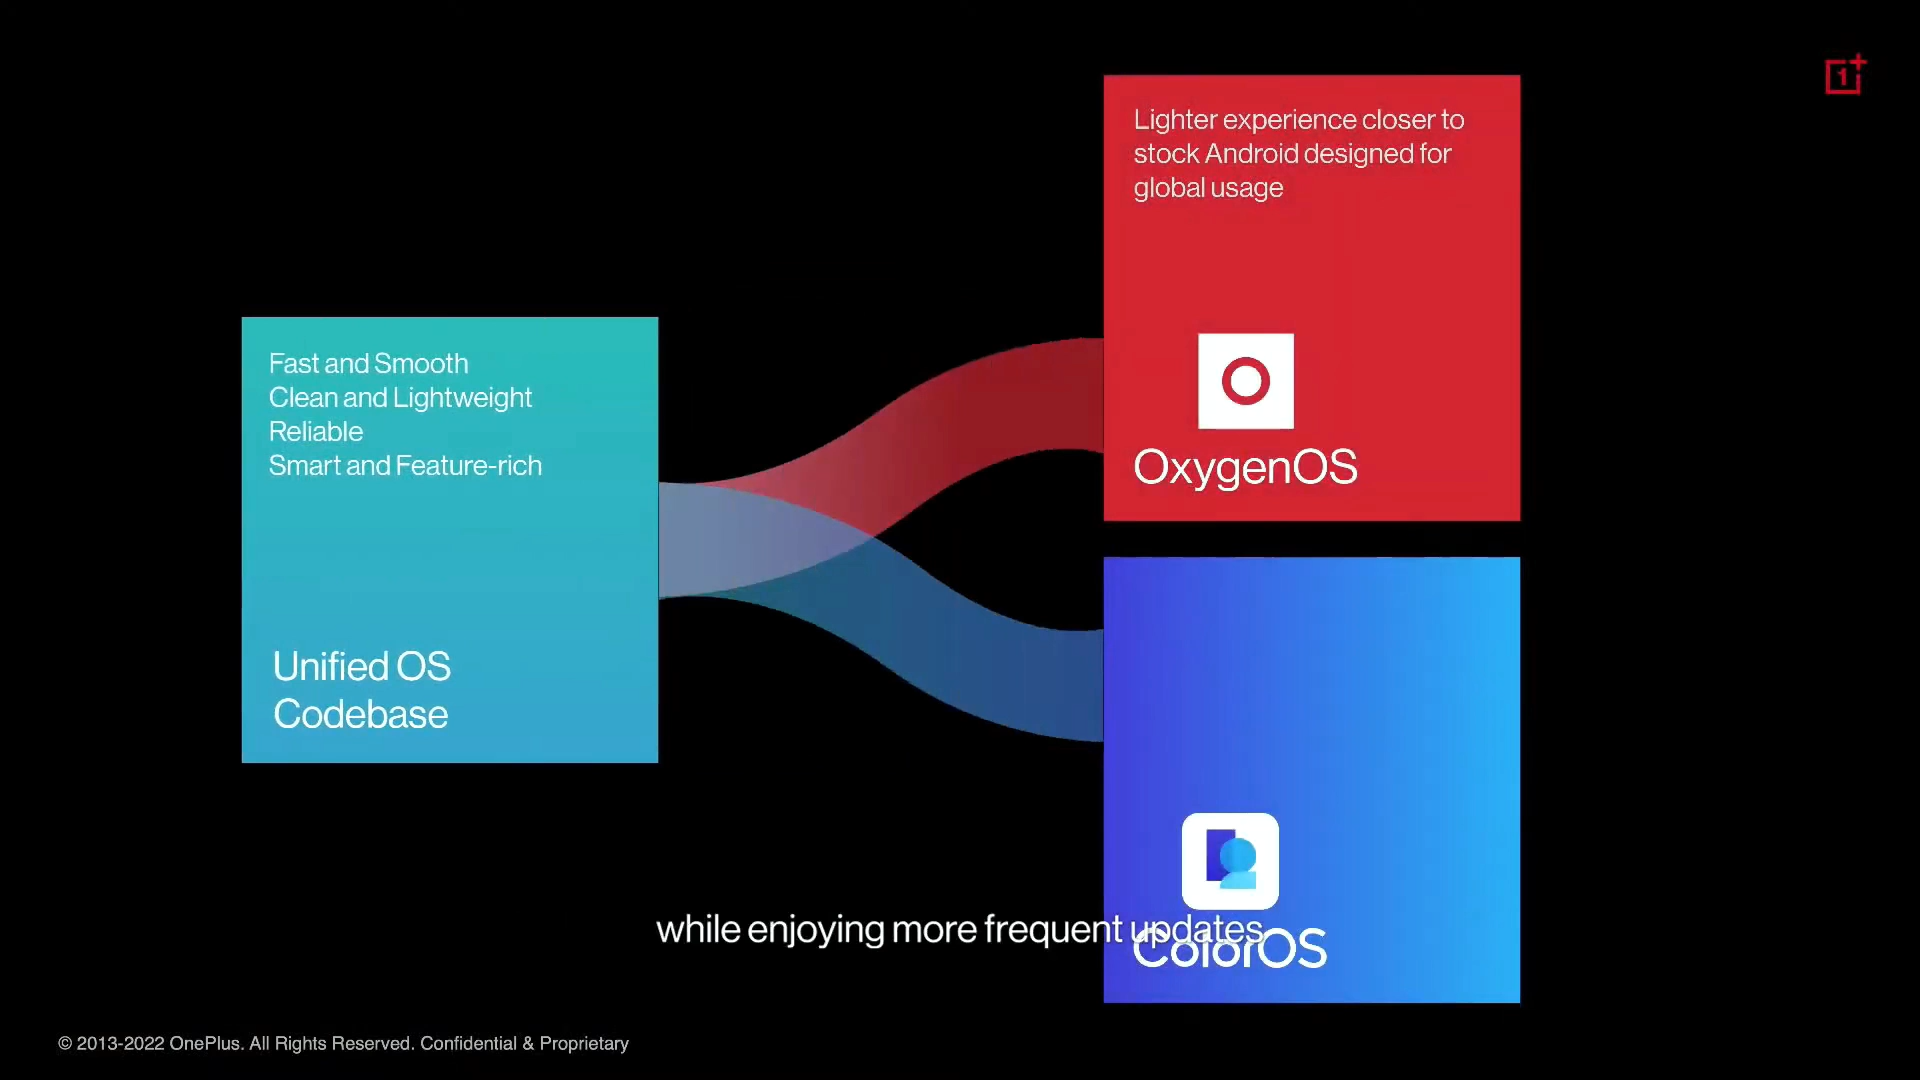 Fast and Smooth
Clean and Lightweight
Reliable
Smart and Feature-rich
Unified OS
Codebase
Lighter experience closer to
stock Android designed for
global usage
OxygenOS
ColorOS
while enjoying more frequent updates
© 2013-2022 OnePlus. All Rights Reserved. Confidential & Proprietary